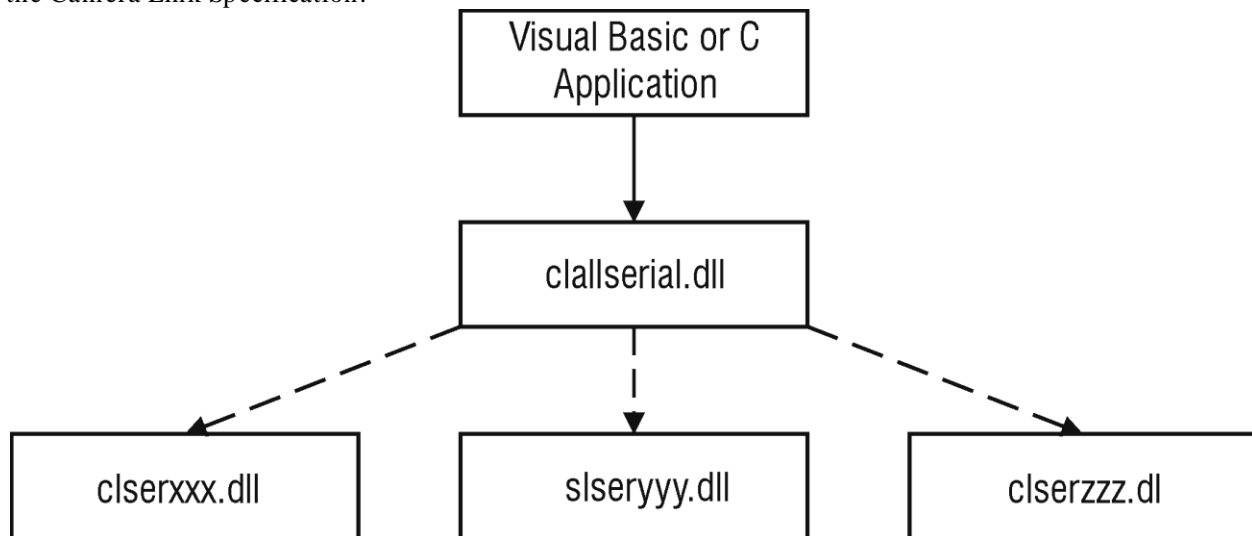 the Camera Link Specification.
Visual Basic or C
Application
clallserial.dll
clserxxx.dll
slseryyy.dll
clserzzz.dl